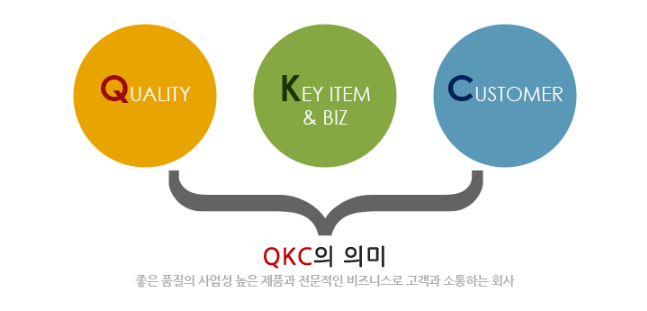 QUALITY
KEY ITEM
& BIZ
CUSTOMER
QKC의 의미
좋은 품질의 사업성 높은 제품과 전문적인 비즈니스로 고객과 소통하는 회사